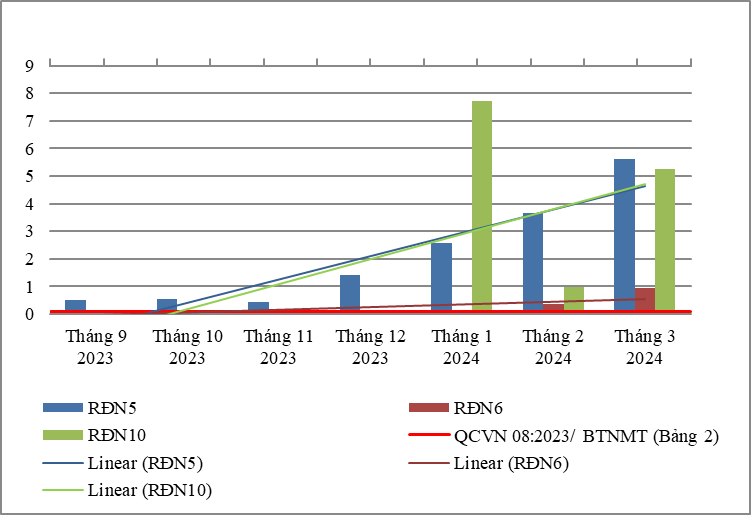 9
8
7
6
5
4
3
2
1
0
Tháng 9 Tháng 10 Tháng 11 Tháng 12 Tháng 1 Tháng 2 Tháng 3
2023 2023 2023 2023 2024 2024 2024
RĐN5 RĐN6
RĐN10 QCVN 08:2023/ BTNMT (Bảng 2)
Linear (RĐN5) Linear (RĐN6)
Linear (RĐN10)